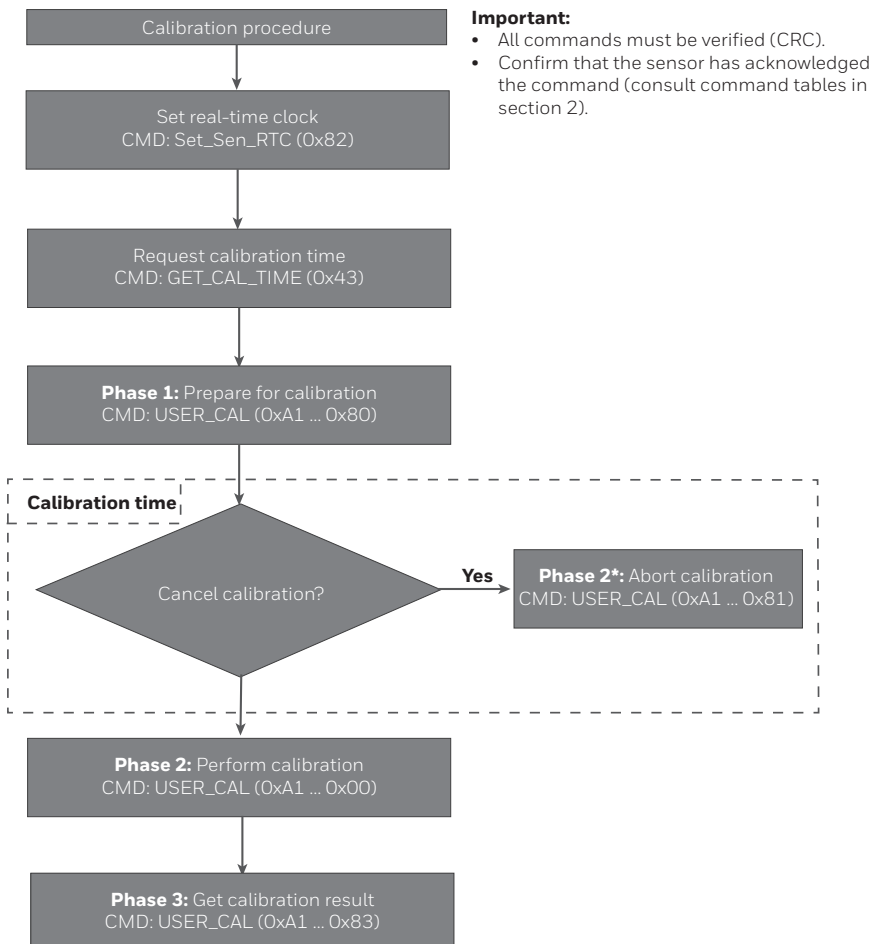 Calibration procedure
Important:
• All commands must be verified (CRC).
• Confirm that the sensor has acknowledged
the command (consult command tables in
section 2).
Set real-time clock
CMD: Set_Sen_RTC (0x82)
Request calibration time
CMD: GET_CAL_TIME (0x43)
Phase 1: Prepare for calibration
CMD: USER_CAL (0xA1 ... 0x80)
Calibration time
Cancel calibration?
Yes
Phase 2*: Abort calibration
CMD: USER_CAL (0xA1 ... 0x81)
Phase 2: Perform calibration
CMD: USER_CAL (0xA1 ... 0x00)
Phase 3: Get calibration result
CMD: USER_CAL (0xA1 ... 0x83)